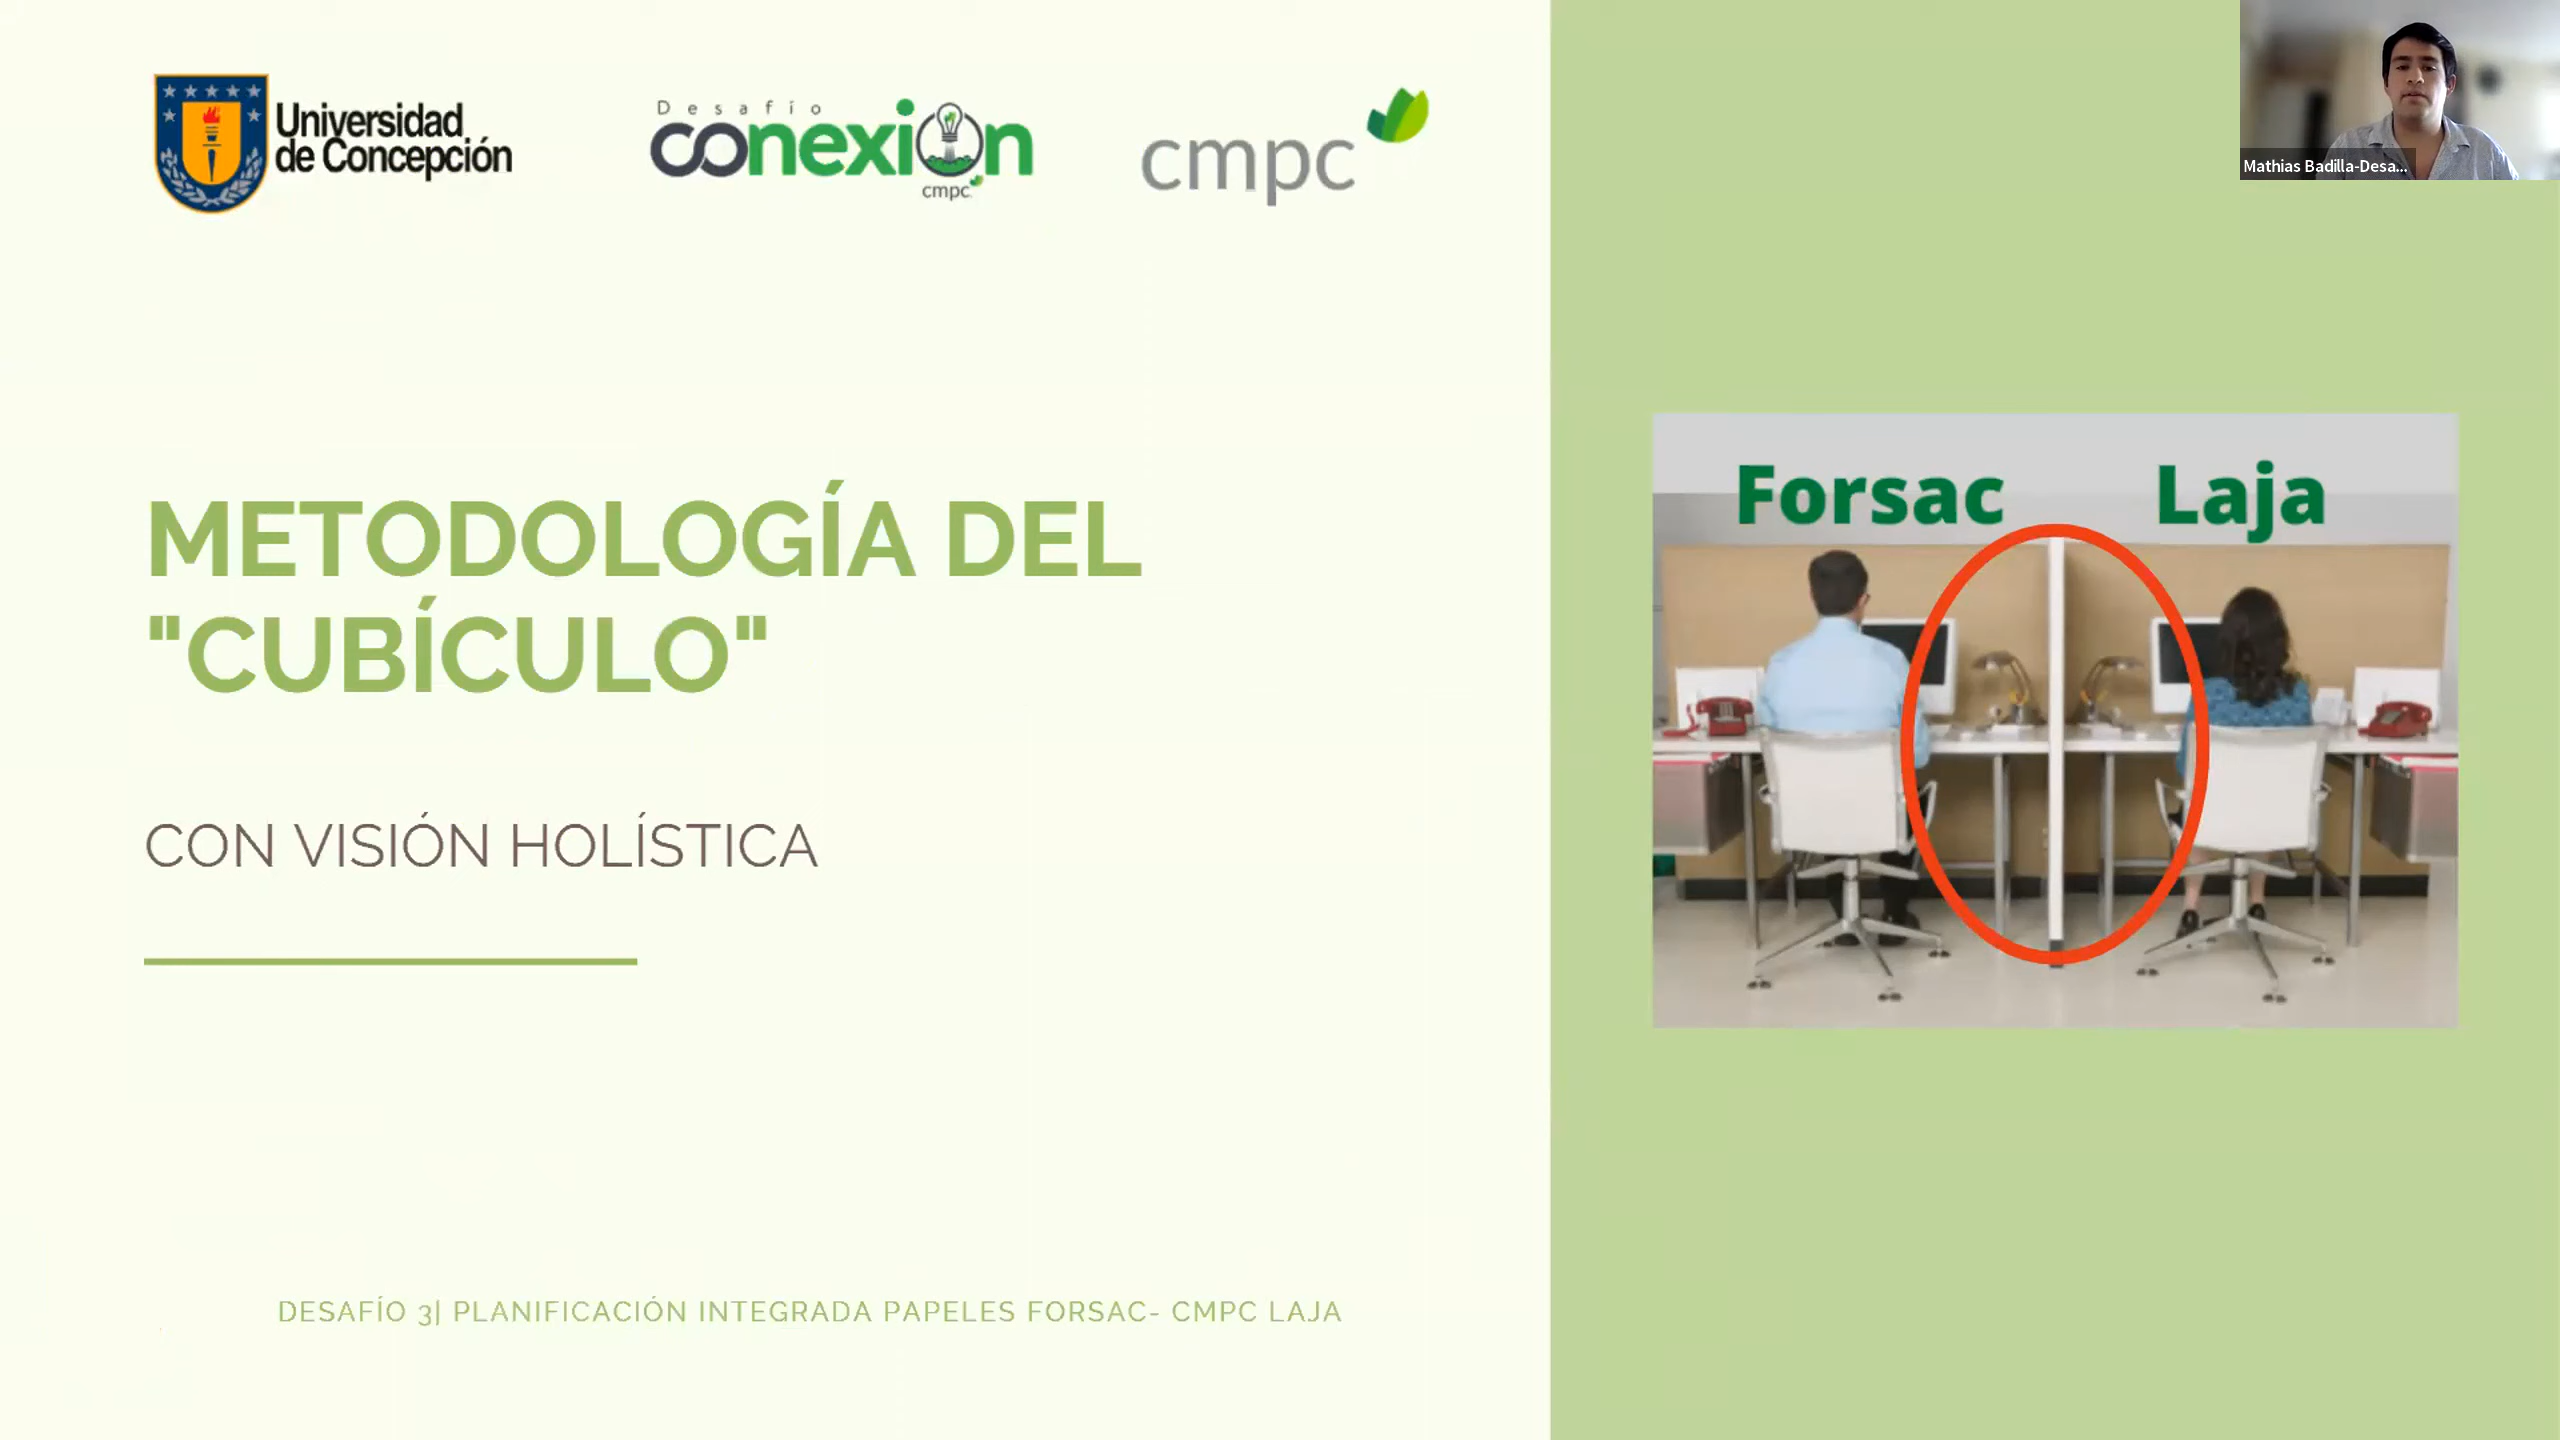 Universidad
de Concepción
Desafío
conexión
cmpc
cmpc
Mathias Badilla-Desa...
METODOLOGÍA DEL
"CUBÍCULO"
CON VISIÓN HOLÍSTICA
Forsac Laja
DESAFÍO 3| PLANIFICACIÓN INTEGRADA PAPELES FORSAC- CMPC LAJA